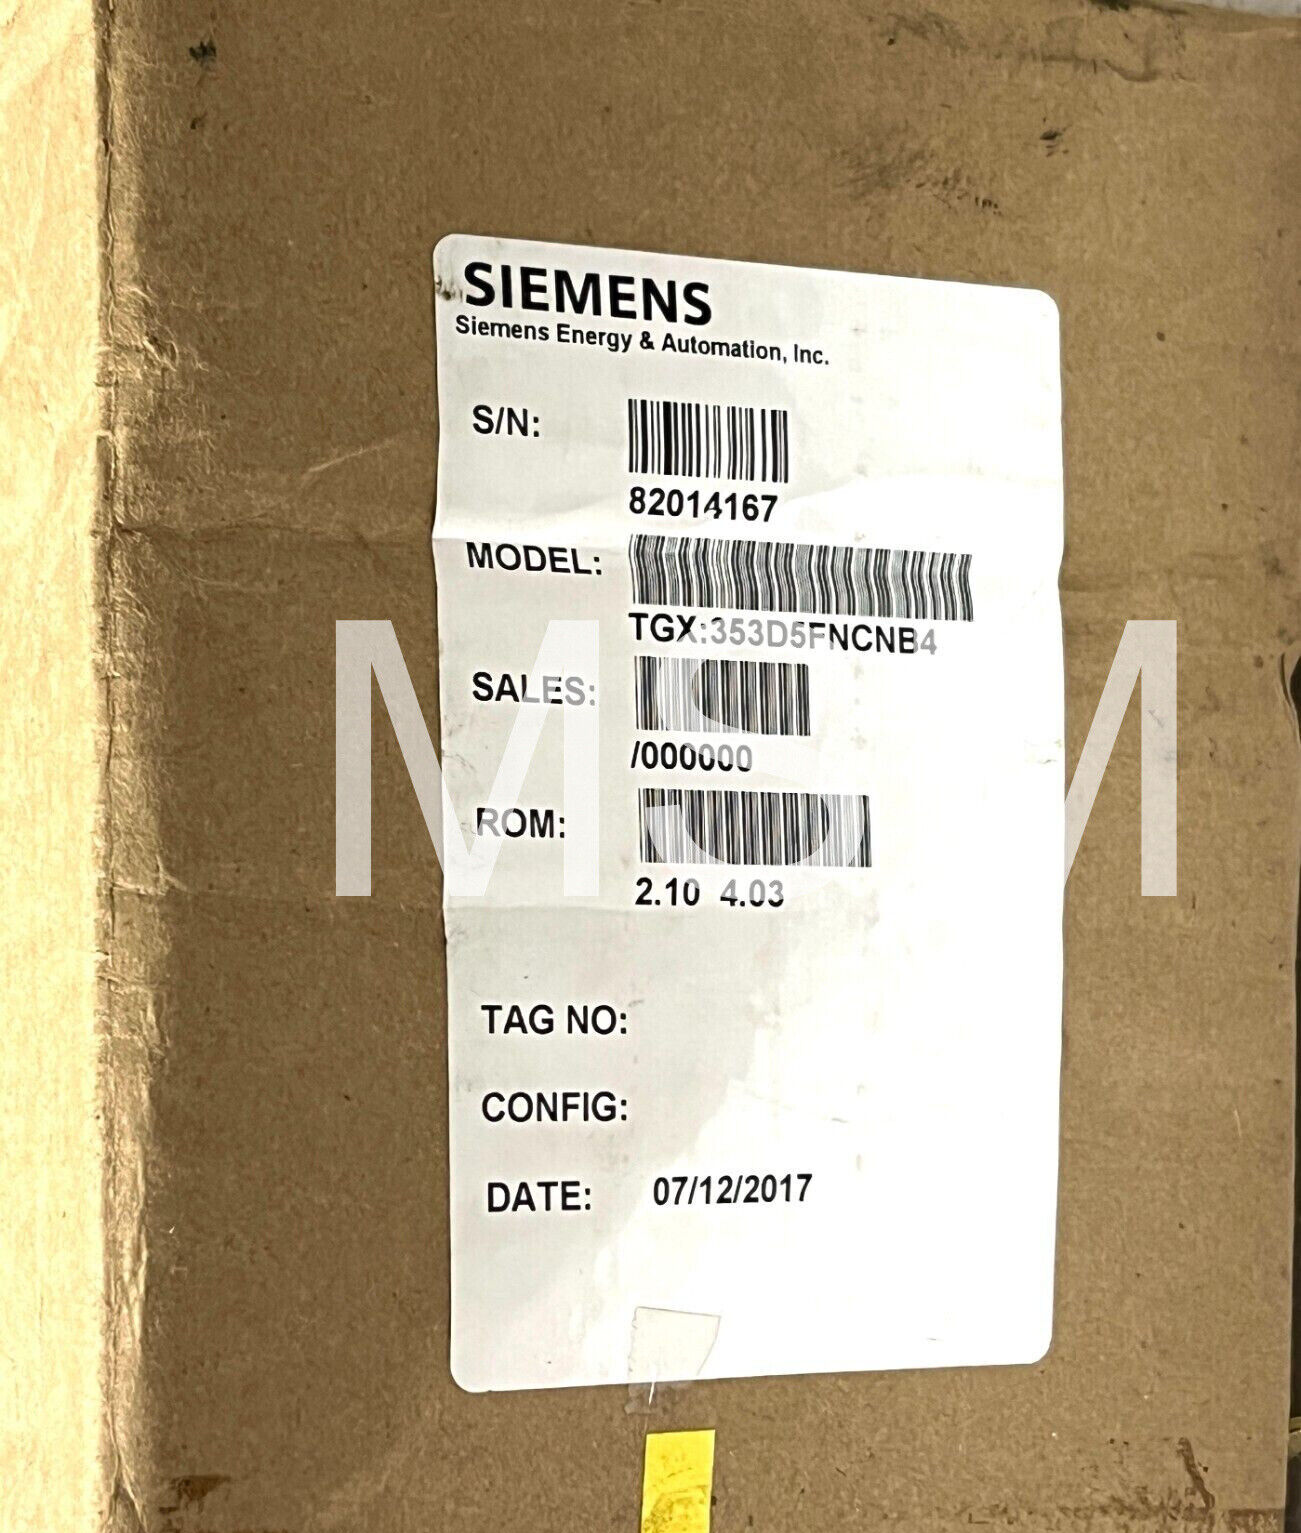 SIEMENS
Siemens Energy & Automation, Inc.
S/N:
82014167
MODEL:
TGX:353D5FNCNB4
SALES:
/000000
ROM:
2.10 4.03
TAG NO:
CONFIG:
DATE: 07/12/2017
MSM